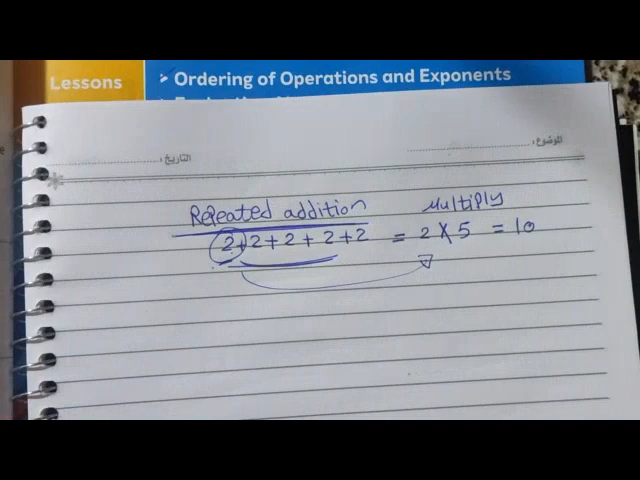 Lessons
➢ Ordering of Operations and Exponents
الموضوع :
التاريخ :
Repeated addition
Multiply
2+2+2+2+2 = 2 X 5 = 10